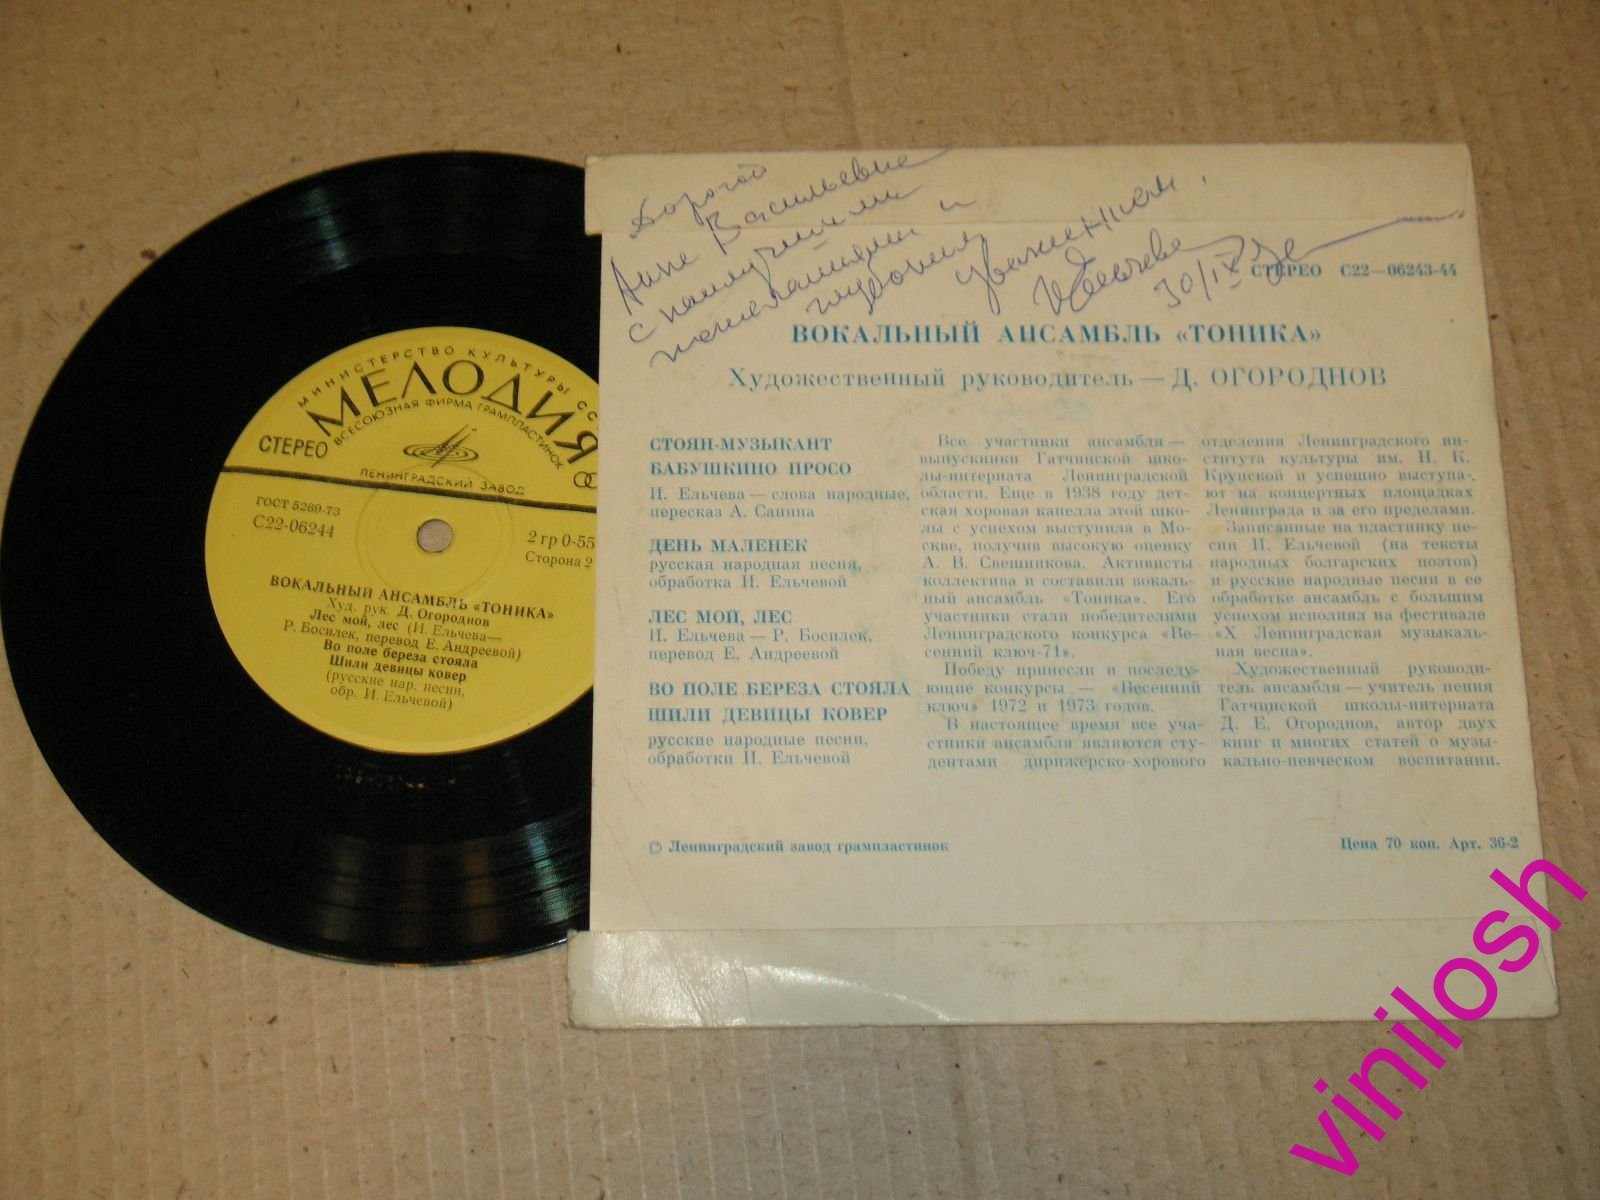 МИНИСТЕРСТВО КУЛЬТУРЫ СС
МЕЛОДИЯ
ВСЕСОЮЗНАЯ ФИРМА ГРАМПЛАСТИНОК
СТЕРЕО
ЛЕНИНГРАДСКИЙ ЗАВОД
ГОСТ 5289-73
С22-06244
2 гр 0-55
Сторона 2
ВОКАЛЬНЫЙ АНСАМБЛЬ «ТОНИКА»
Худ. рук. Д. Огороднов
Лес мой, лес (И. Ельчева—
Р. Босилек, перевод Е. Андреевой)
Во поле береза стояла
Шили девицы ковер
(русские нар. песни,
обр. И. Ельчевой)
Дорогой
Анне Васильевне
с наилучшими
пожеланиями и
глубоким уважением.
30/IX
СТЕРЕО С22—06243-44
ВОКАЛЬНЫЙ АНСАМБЛЬ «ТОНИКА»
Художественный руководитель — Д. ОГОРОДНОВ
СТОЯН-МУЗЫКАНТ
БАБУШКИНО ПРОСО
И. Ельчева — слова народные,
пересказ А. Санина
ДЕНЬ МАЛЕНЕК
русская народная песня,
обработка И. Ельчевой
ЛЕС МОЙ, ЛЕС
И. Ельчева — Р. Босилек,
перевод Е. Андреевой
ВО ПОЛЕ БЕРЕЗА СТОЯЛА
ШИЛИ ДЕВИЦЫ КОВЕР
русские народные песни,
обработки И. Ельчевой
Все участники ансамбля —
выпускники Гатчинской шко-
лы-интерната Ленинградской
области. Еще в 1938 году дет-
ская хоровая капелла этой шко-
лы с успехом выступила в Мо-
скве, получив высокую оценку
А. В. Свешникова. Активисты
коллектива и составили вокаль-
ный ансамбль «Тоника». Его
участники стали победителями
Ленинградского конкурса «Ве-
сенний ключ-71».
Победу принесли и последу-
ющие конкурсы — «Весенний
ключ» 1972 и 1973 годов.
В настоящее время все уча-
стники ансамбля являются сту-
дентами дирижерско-хорового
отделения Ленинградского ин-
ститута культуры им. Н. К.
Крупской и успешно выступа-
ют на концертных площадках
Ленинграда и за его пределами.
Записанные на пластинку пе-
сни И. Ельчевой (на тексты
народных болгарских поэтов)
и русские народные песни в ее
обработке ансамбль с большим
успехом исполнял на фестивале
«X Ленинградская музыкаль-
ная весна».
Художественный руководи-
тель ансамбля — учитель пения
Гатчинской школы-интерната
Д. Е. Огороднов, автор двух
книг и многих статей о музы-
кально-певческом воспитании.
© Ленинградский завод грампластинок
Цена 70 коп. Арт. 36-2
vinilosh